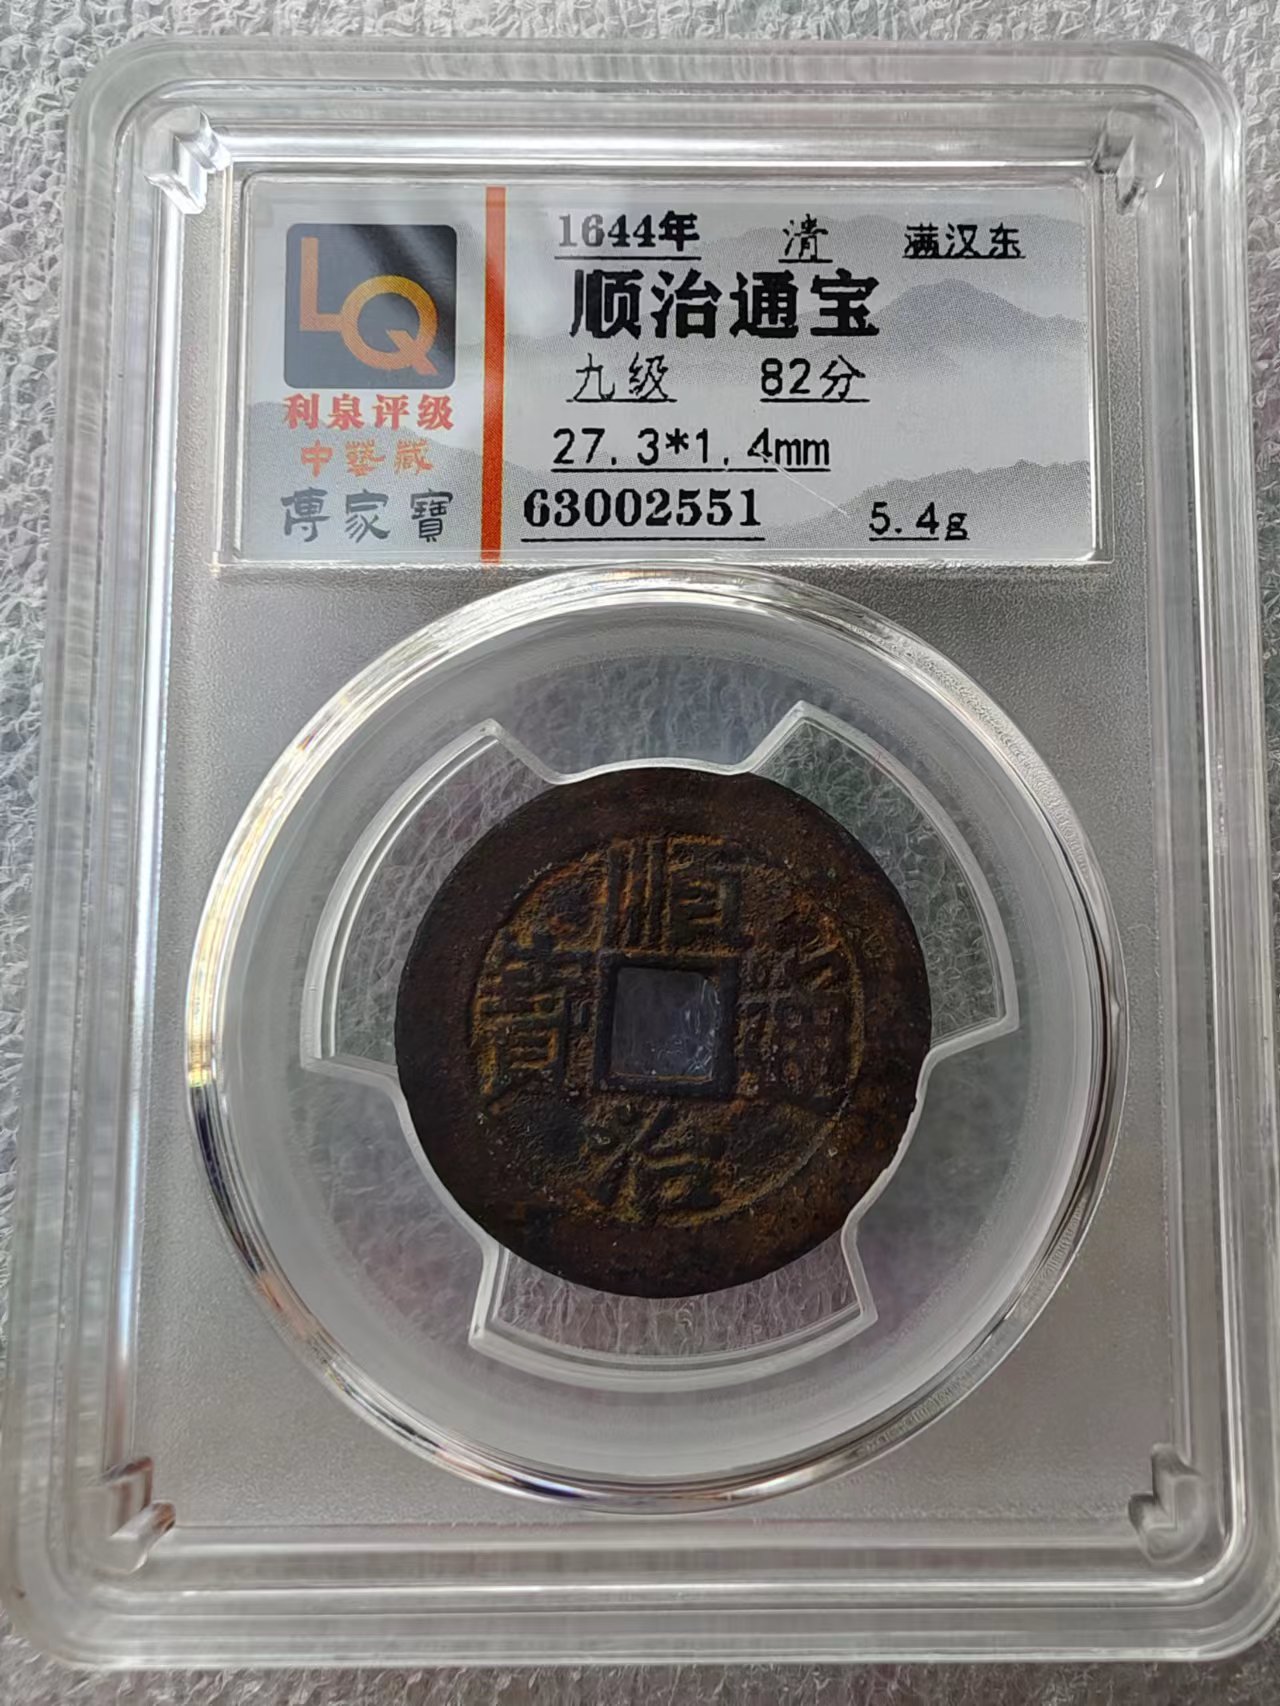 LQ
利泉评级
中藝藏
傳家寶
1644年 清 满汉东
顺治通宝
九级 82分
27.3*1.4mm
63002551 5.4g
順
寶 通
治